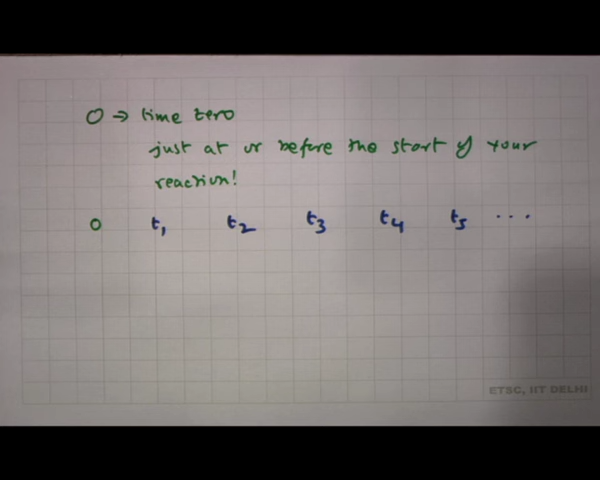 0 → time zero
just at or before the start of your
reaction!
0 t₁ t₂ t₃ t₄ t₅ ...
ETSC, IIT DELHI